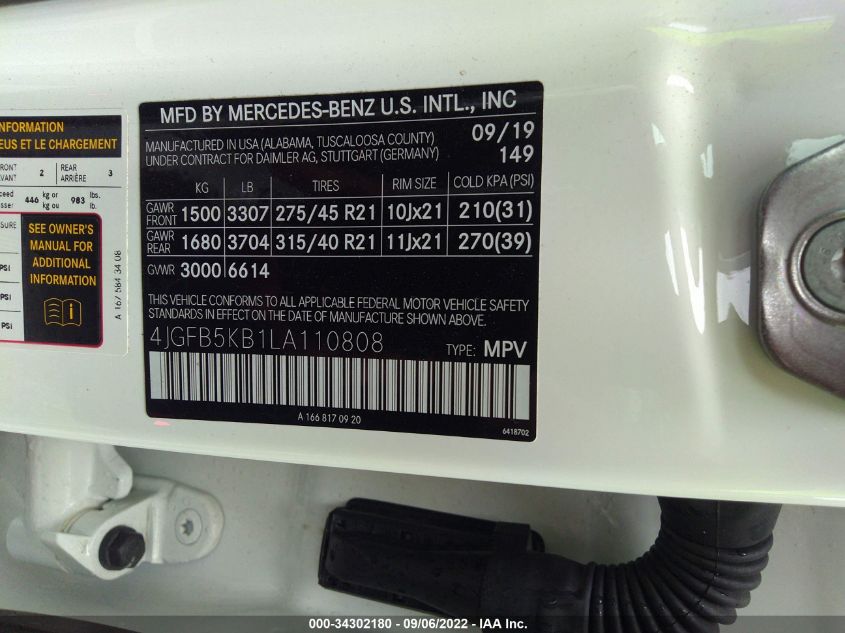 INFORMATION
EUS ET LE CHARGEMENT
FRONT 2 REAR 3
AVANT ARRIÈRE
446 kg or 983 lbs.
kg ou lb.
SEE OWNER'S
MANUAL FOR
ADDITIONAL
INFORMATION
PSI
PSI
PSI
A 167 584 34 08
MFD BY MERCEDES-BENZ U.S. INTL., INC
MANUFACTURED IN USA (ALABAMA, TUSCALOOSA COUNTY) 09/19
UNDER CONTRACT FOR DAIMLER AG, STUTTGART (GERMANY) 149
KG LB TIRES RIM SIZE COLD KPA (PSI)
GAWR FRONT 1500 3307 275/45 R21 10Jx21 210(31)
GAWR REAR 1680 3704 315/40 R21 11Jx21 270(39)
GVWR 3000 6614
THIS VEHICLE CONFORMS TO ALL APPLICABLE FEDERAL MOTOR VEHICLE SAFETY
STANDARDS IN EFFECT ON THE DATE OF MANUFACTURE SHOWN ABOVE.
4JGFB5KB1LA110808 TYPE: MPV
A 166 817 09 20
6418702
000-34302180 - 09/06/2022 - IAA Inc.